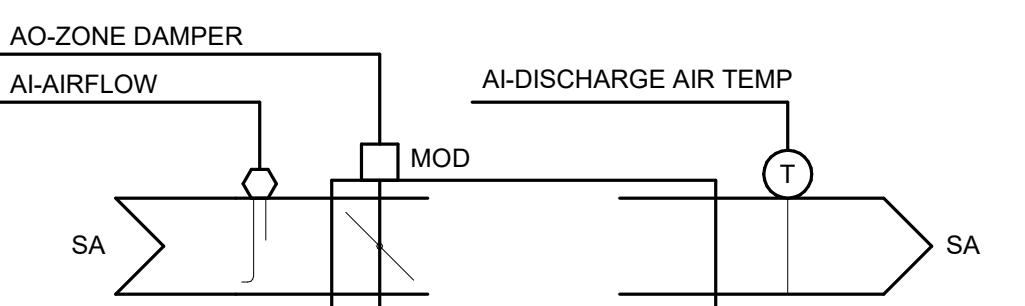 AO-ZONE DAMPER
AI-AIRFLOW
AI-DISCHARGE AIR TEMP
MOD
T
SA
SA